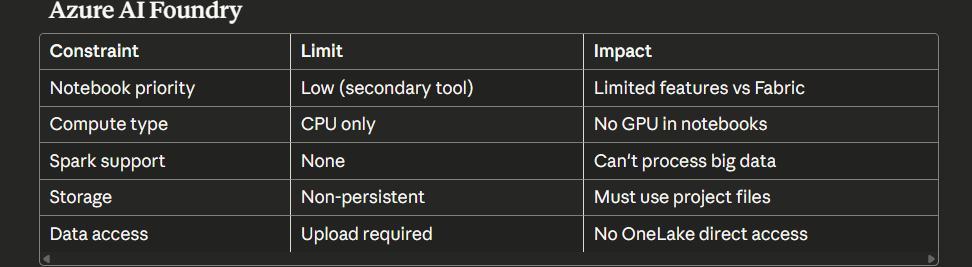 Azure AI Foundry
Constraint Limit Impact
Notebook priority Low (secondary tool) Limited features vs Fabric
Compute type CPU only No GPU in notebooks
Spark support None Can't process big data
Storage Non-persistent Must use project files
Data access Upload required No OneLake direct access